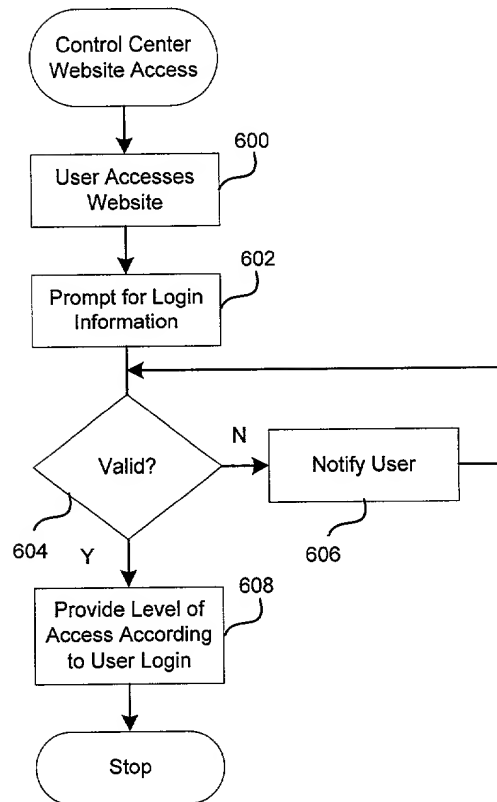 Control Center
Website Access
600
User Accesses
Website
602
Prompt for Login
Information
Valid?
N
Notify User
604
Y
606
608
Provide Level of
Access According
to User Login
Stop